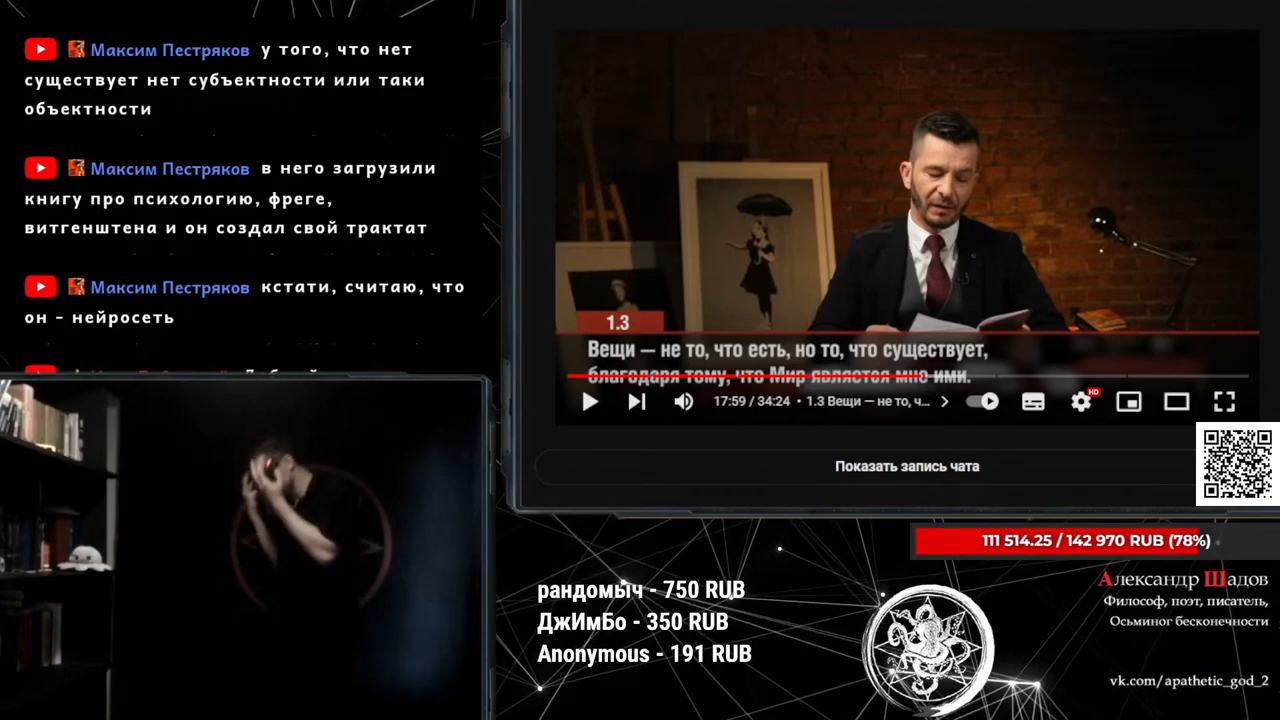 Максим Пестряков у того, что нет
существует нет субъектности или таки
объектности
Максим Пестряков в него загрузили
книгу про психологию, фреге,
витгенштена и он создал свой трактат
Максим Пестряков кстати, считаю, что
он - нейросеть
1.3
Вещи — не то, что есть, но то, что существует,
благодаря тому, что Мир является мне ими.
17:59 / 34:24 • 1.3 Вещи — не то, ч...
HD
Показать запись чата
111 514.25 / 142 970 RUB (78%)
рандомыч - 750 RUB
ДжИмБо - 350 RUB
Anonymous - 191 RUB
Александр Шадов
Философ, поэт, писатель,
Осьминог бесконечности
vk.com/apathetic_god_2